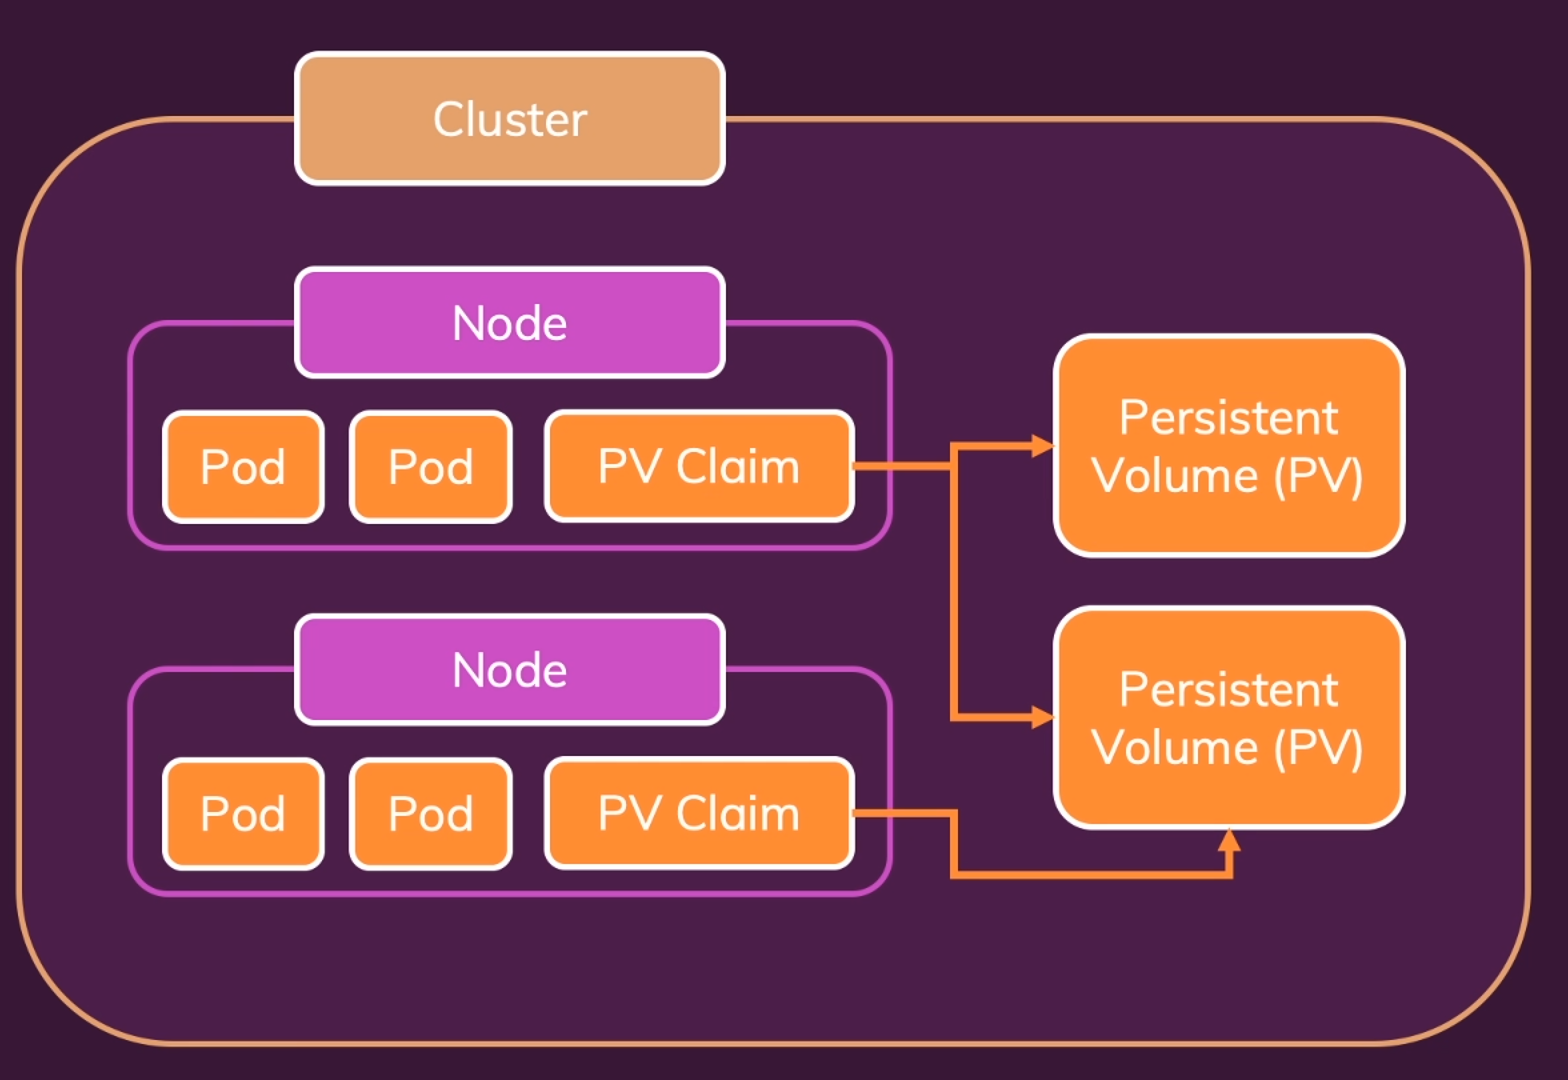 Cluster
Node
Pod
Pod
PV Claim
Persistent
Volume (PV)
Node
Pod
Pod
PV Claim
Persistent
Volume (PV)